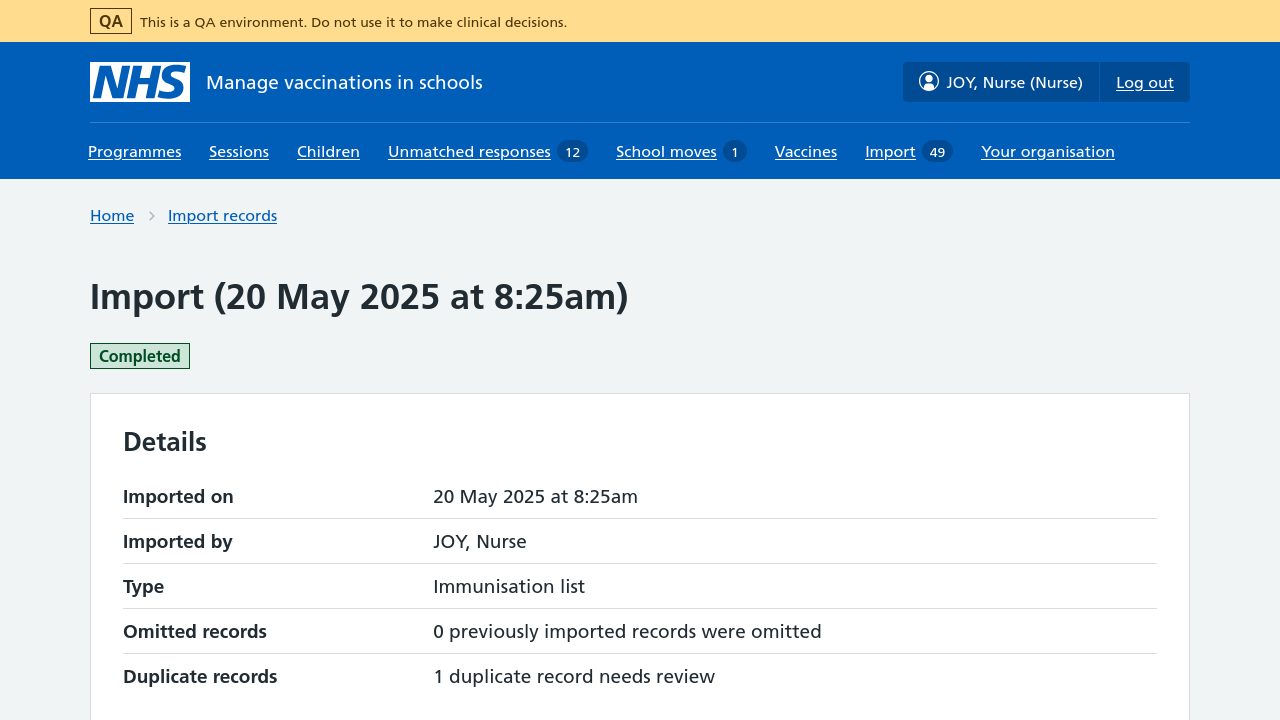 QA This is a QA environment. Do not use it to make clinical decisions.
NHS Manage vaccinations in schools JOY, Nurse (Nurse) Log out
Programmes Sessions Children Unmatched responses 12 School moves 1 Vaccines Import 49 Your organisation
Home Import records
Import (20 May 2025 at 8:25am)
Completed
Details
Imported on 20 May 2025 at 8:25am
Imported by JOY, Nurse
Type Immunisation list
Omitted records 0 previously imported records were omitted
Duplicate records 1 duplicate record needs review